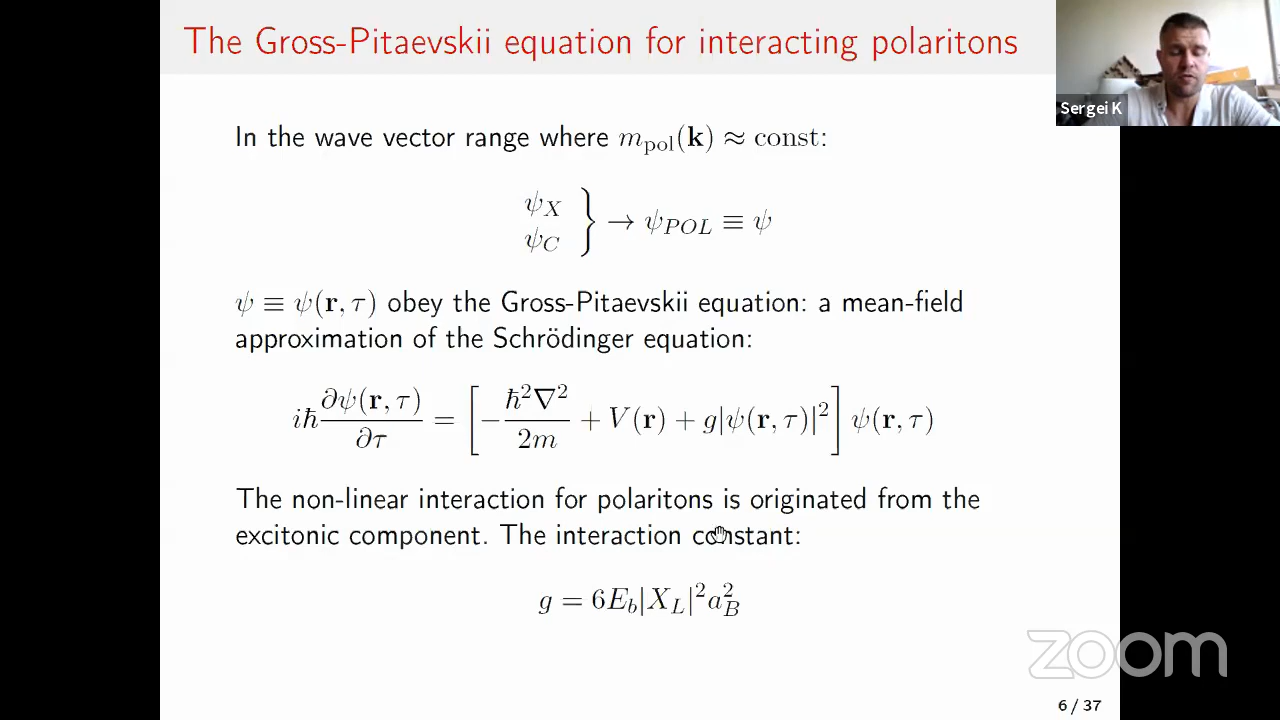 The Gross-Pitaevskii equation for interacting polaritons
Sergei K
In the wave vector range where m_pol(k) ≈ const:
ψ_X
ψ_C } → ψ_POL ≡ ψ
ψ ≡ ψ(r, τ) obey the Gross-Pitaevskii equation: a mean-field
approximation of the Schrödinger equation:
iħ ∂ψ(r, τ)/∂τ = [−ħ²∇²/2m + V(r) + g|ψ(r, τ)|²] ψ(r, τ)
The non-linear interaction for polaritons is originated from the
excitonic component. The interaction constant:
g = 6E_b|X_L|²a_B²
zoom
6 / 37